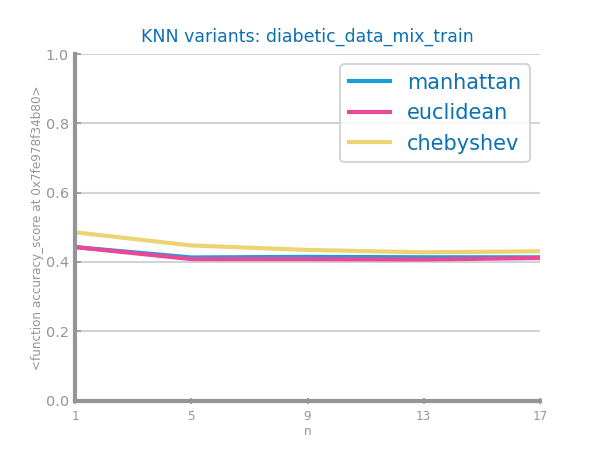 KNN variants: diabetic_data_mix_train
manhattan
euclidean
chebyshev
<function accuracy_score at 0x7fe978f34b80>
1.0
0.8
0.6
0.4
0.2
0.0
1 5 9 13 17
n